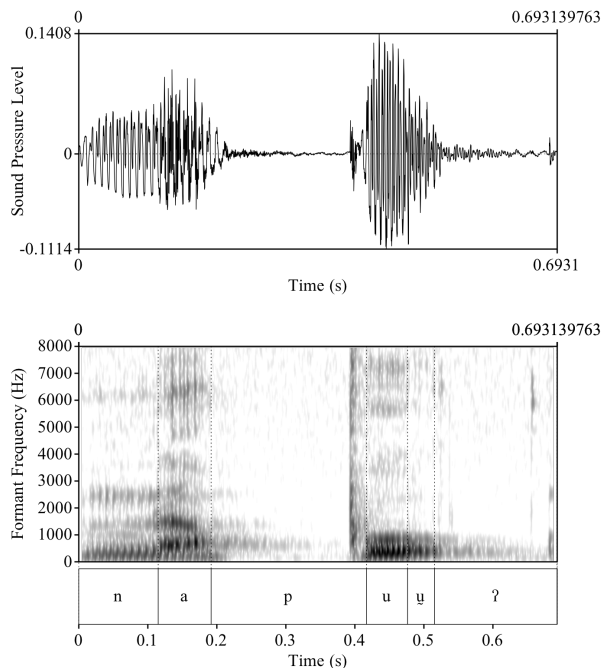 0 0.693139763
0.1408
0
-0.1114
Sound Pressure Level
0 0.6931
Time (s)
0 0.693139763
8000
7000
6000
5000
4000
3000
2000
1000
0
Formant Frequency (Hz)
n a p u ṵ ʔ
0 0.1 0.2 0.3 0.4 0.5 0.6
Time (s)